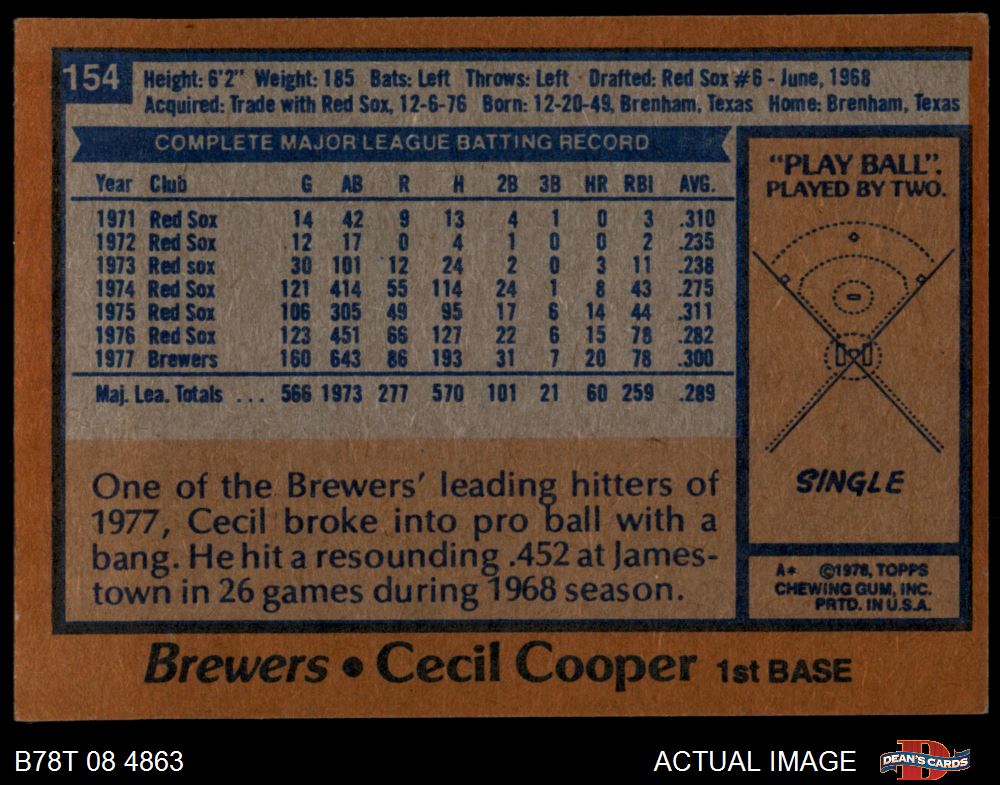 154
Height: 6'2" Weight: 185 Bats: Left Throws: Left · Drafted: Red Sox #6 - June, 1968
Acquired: Trade with Red Sox, 12-6-76 Born: 12-20-49, Brenham, Texas Home: Brenham, Texas
COMPLETE MAJOR LEAGUE BATTING RECORD
Year Club G AB R H 2B 3B HR RBI AVG.
1971 Red Sox 14 42 9 13 4 1 0 3 .310
1972 Red Sox 12 17 0 4 1 0 0 2 .235
1973 Red sox 30 101 12 24 2 0 3 11 .238
1974 Red Sox 121 414 55 114 24 1 8 43 .275
1975 Red Sox 106 305 49 95 17 6 14 44 .311
1976 Red Sox 123 451 66 127 22 6 15 78 .282
1977 Brewers 160 643 86 193 31 7 20 78 .300
Maj. Lea. Totals ... 566 1973 277 570 101 21 60 259 .289
One of the Brewers' leading hitters of
1977, Cecil broke into pro ball with a
bang. He hit a resounding .452 at James-
town in 26 games during 1968 season.
"PLAY BALL".
PLAYED BY TWO.
SINGLE
A* ©1978, TOPPS
CHEWING GUM, INC.
PRTD. IN U.S.A.
Brewers • Cecil Cooper 1st BASE
B78T 08 4863
ACTUAL IMAGE
D
DEAN'S CARDS